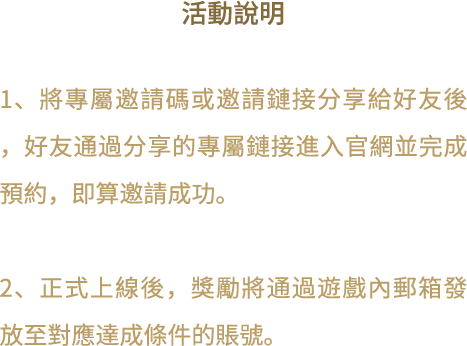 活動說明
1、將專屬邀請碼或邀請鏈接分享給好友後
，好友通過分享的專屬鏈接進入官網並完成
預約，即算邀請成功。
2、正式上線後，獎勵將通過遊戲內郵箱發
放至對應達成條件的賬號。